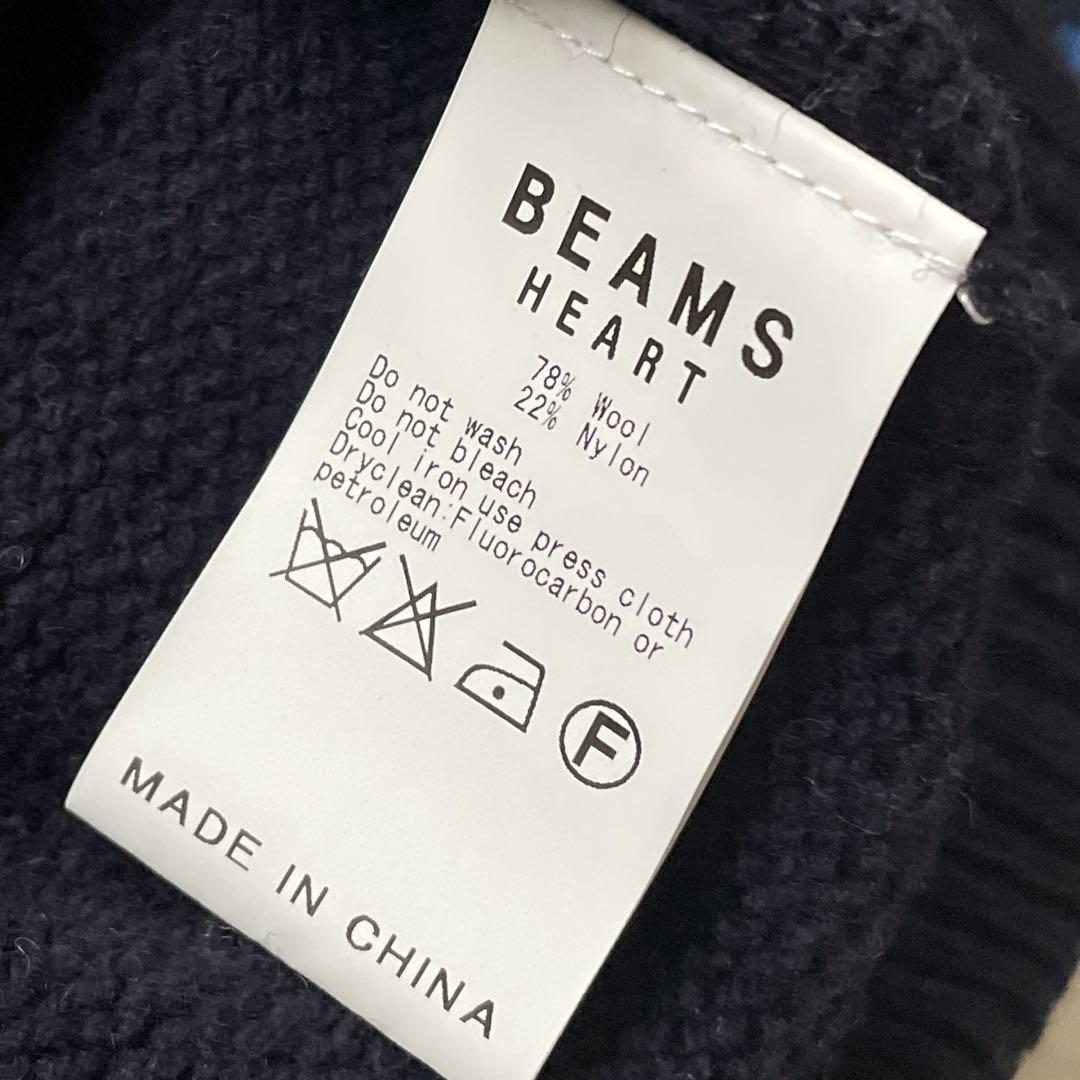 BEAMS
HEART
78% Wool
22% Nylon
Do not wash
Do not bleach
Cool iron use press cloth
Dryclean:Fluorocarbon or
petroleum
F
MADE IN CHINA